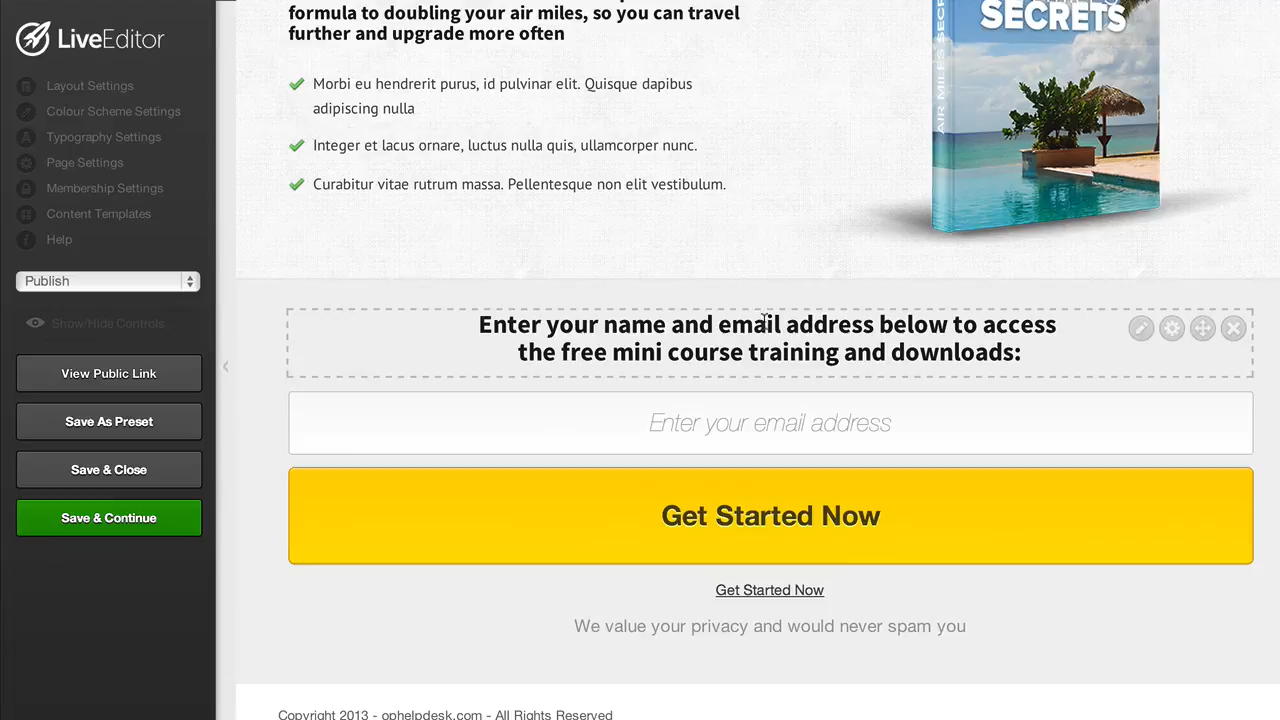 LiveEditor
Layout Settings
Colour Scheme Settings
Typography Settings
Page Settings
Membership Settings
Content Templates
Help
Publish
Show/Hide Controls
View Public Link
Save As Preset
Save & Close
Save & Continue
formula to doubling your air miles, so you can travel
further and upgrade more often
Morbi eu hendrerit purus, id pulvinar elit. Quisque dapibus
adipiscing nulla
Integer et lacus ornare, luctus nulla quis, ullamcorper nunc.
Curabitur vitae rutrum massa. Pellentesque non elit vestibulum.
SECRETS
AIR MILES SECR
Enter your name and email address below to access
the free mini course training and downloads:
Enter your email address
Get Started Now
Get Started Now
We value your privacy and would never spam you
Copyright 2013 - ophelpdesk.com - All Rights Reserved